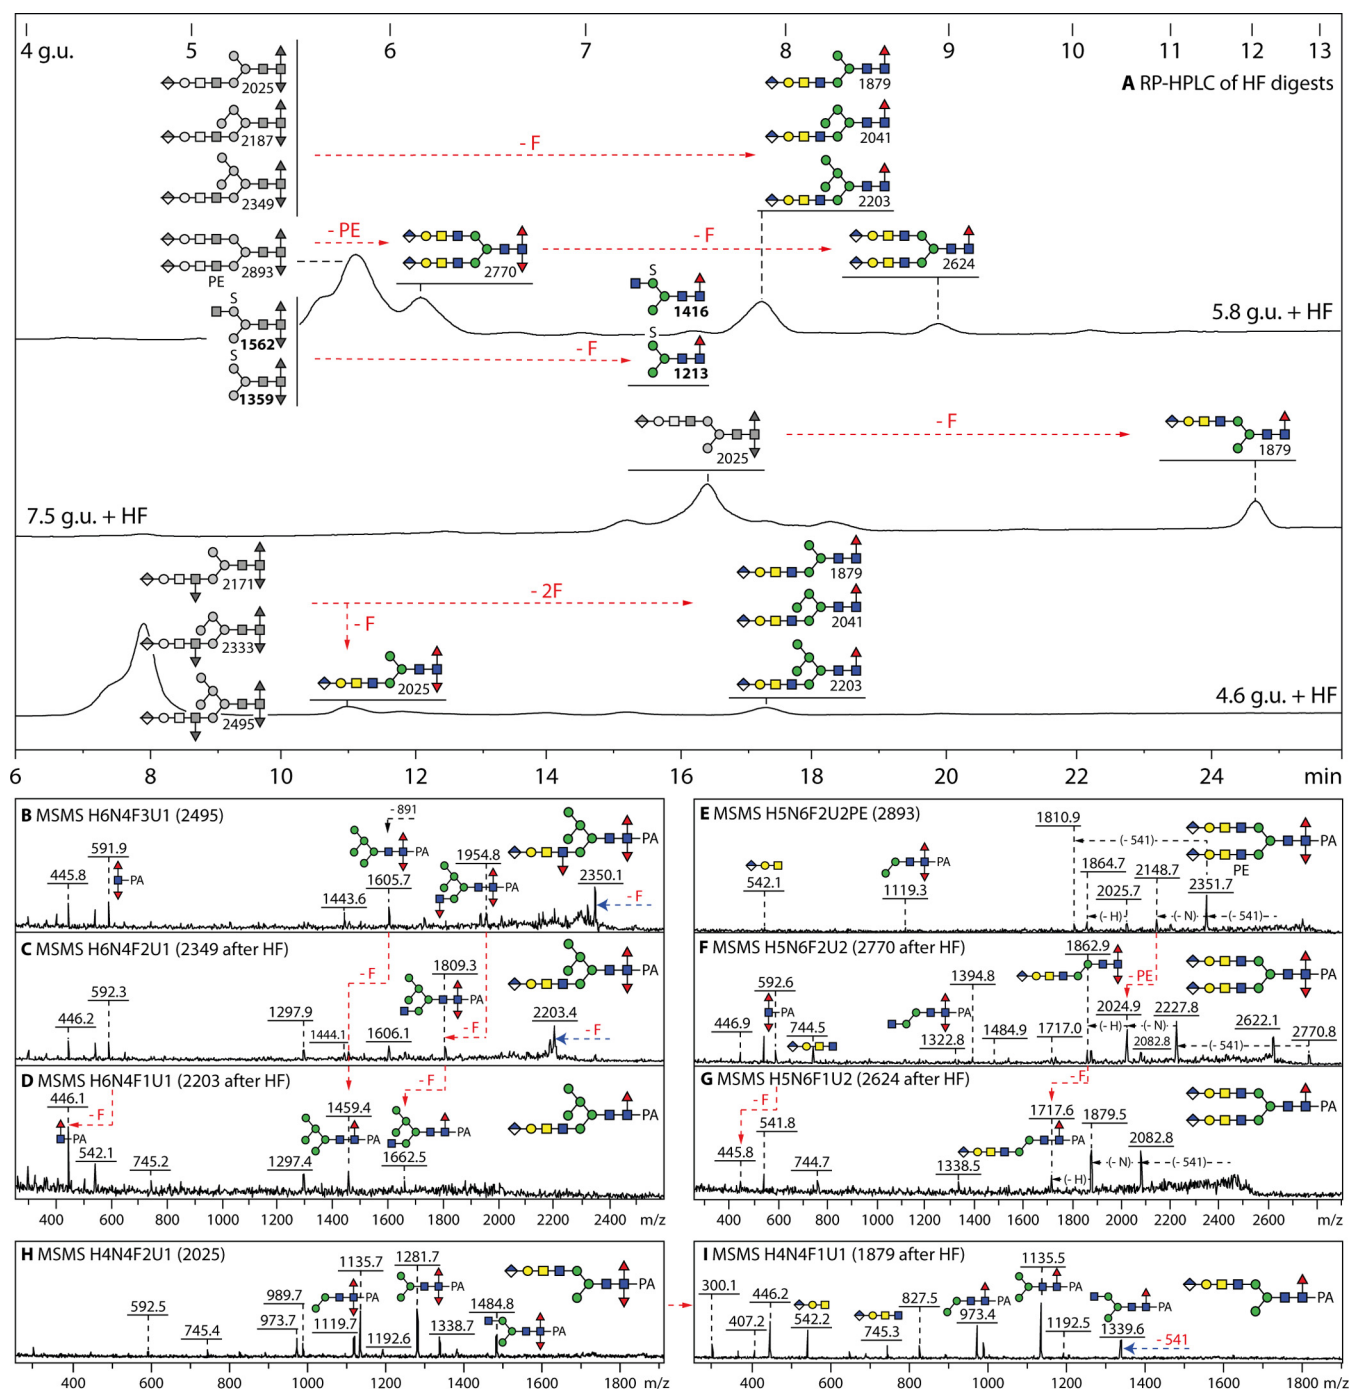 4 g.u. 5 6 7 8 9 10 11 12 13
A RP-HPLC of HF digests
2025
1879
2187
- F
2041
2349
2203
- PE
- F
2893
PE
2770
2624
S
S
1562
1416
5.8 g.u. + HF
S
- F
S
1359
1213
- F
2025
1879
7.5 g.u. + HF
2171
1879
- 2F
- F
2333
2041
2025
2203
2495
4.6 g.u. + HF
6 8 10 12 14 16 18 20 22 24 min
B MSMS H6N4F3U1 (2495)
- 891
591.9
PA
PA
445.8
1954.8
PA
1605.7
PA
2350.1
1443.6
- F
C MSMS H6N4F2U1 (2349 after HF)
- F
1809.3
PA
592.3
PA
446.2
1297.9
2203.4
1444.1
1606.1
- F
- F
D MSMS H6N4F1U1 (2203 after HF)
446.1
- F
- F
PA
1459.4
PA
PA
PA
542.1
745.2
1297.4
1662.5
400 600 800 1000 1200 1400 1600 1800 2000 2200 2400 m/z
E MSMS H5N6F2U2PE (2893)
1810.9
(- 541)
PA
PE
542.1
PA
1119.3
1864.7
2148.7
2025.7
2351.7
(- H)
(- N)
(- 541)
F MSMS H5N6F2U2 (2770 after HF)
1862.9
PA
- PE
PA
592.6
1394.8
PA
PA
2024.9
2227.8
446.9
744.5
1322.8
1484.9
1717.0
(- H)
(- N)
2082.8
(- 541)
2622.1
2770.8
G MSMS H5N6F1U2 (2624 after HF)
- F
- F
PA
541.8
1717.6
1879.5
PA
2082.8
445.8
744.7
1338.5
(- H)
(- N)
(- 541)
400 600 800 1000 1200 1400 1600 1800 2000 2200 2400 2600 m/z
H MSMS H4N4F2U1 (2025)
1135.7
1281.7
PA
PA
PA
592.5
989.7
1484.8
745.4
973.7
1119.7
1192.6
1338.7
PA
400 600 800 1000 1200 1400 1600 1800 m/z
I MSMS H4N4F1U1 (1879 after HF)
1135.5
PA
300.1
446.2
827.5
PA
PA
PA
407.2
542.2
745.3
973.4
1192.5
1339.6
- 541
400 600 800 1000 1200 1400 1600 1800 m/z